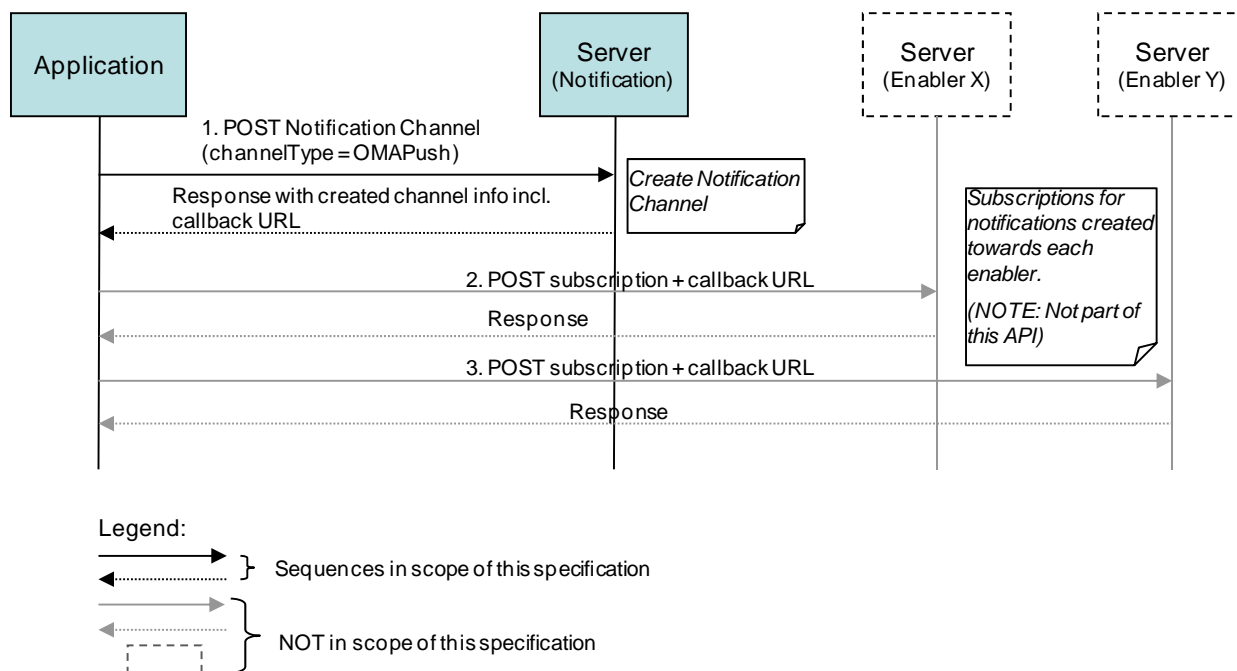 Application
Server
(Notification)
Server
(Enabler X)
Server
(Enabler Y)
1. POST Notification Channel
(channelType = OMAPush)
Create Notification
Channel
Response with created channel info incl.
callback URL
Subscriptions for
notifications created
towards each
enabler.
(NOTE: Not part of
this API)
2. POST subscription + callback URL
Response
3. POST subscription + callback URL
Response
Legend:
Sequences in scope of this specification
NOT in scope of this specification